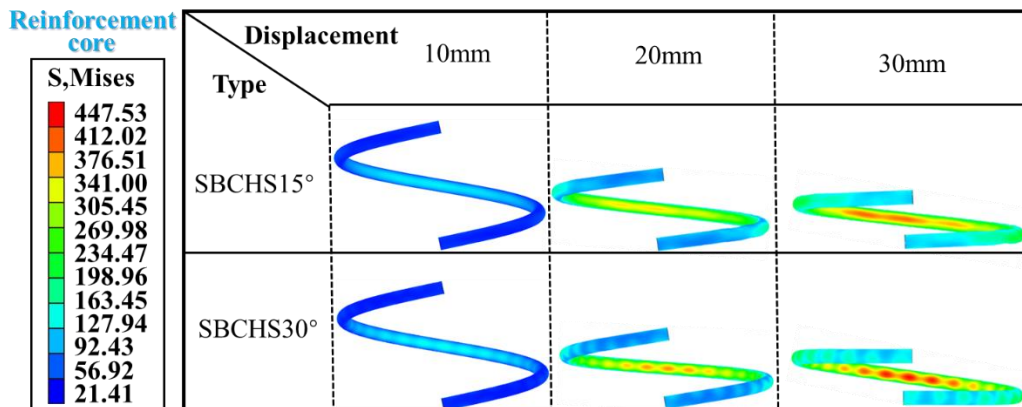 Reinforcement
core
S,Mises
447.53
412.02
376.51
341.00
305.45
269.98
234.47
198.96
163.45
127.94
92.43
56.92
21.41
Displacement
Type
10mm
20mm
30mm
SBCHS15°
SBCHS30°